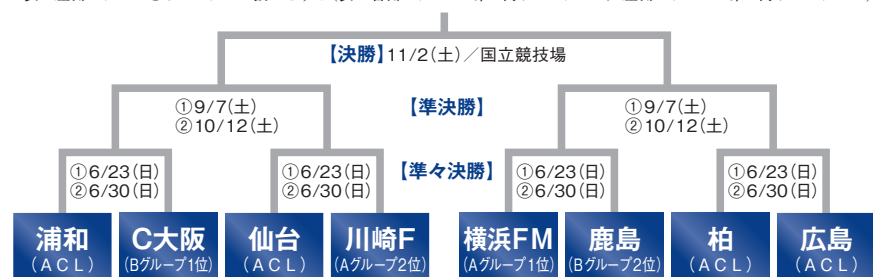 【決勝】11/2(土)/国立競技場
①9/7(土)
②10/12(土)
【準決勝】
①9/7(土)
②10/12(土)
①6/23(日)
②6/30(日)
①6/23(日)
②6/30(日)
【準々決勝】
①6/23(日)
②6/30(日)
①6/23(日)
②6/30(日)
浦和
(ACL)
C大阪
(Bグループ1位)
仙台
(ACL)
川崎F
(Aグループ2位)
横浜FM
(Aグループ1位)
鹿島
(Bグループ2位)
柏
(ACL)
広島
(ACL)